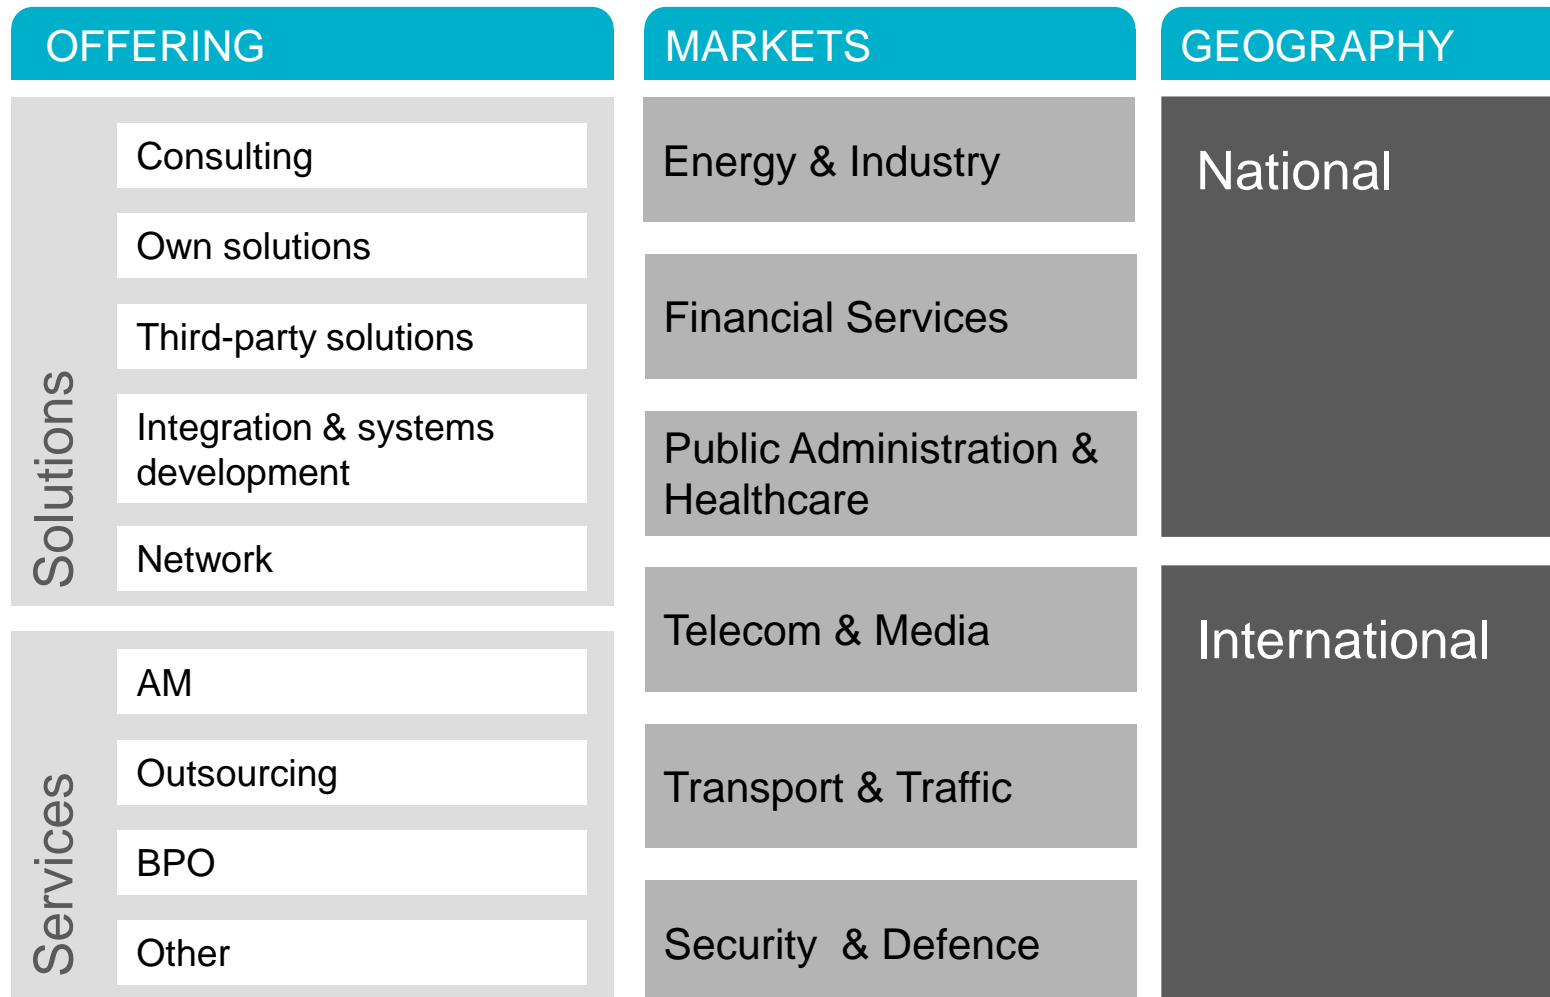 OFFERING
Solutions
Consulting
Own solutions
Third-party solutions
Integration & systems
development
Network
Services
AM
Outsourcing
BPO
Other
MARKETS
Energy & Industry
Financial Services
Public Administration &
Healthcare
Telecom & Media
Transport & Traffic
Security & Defence
GEOGRAPHY
National
International